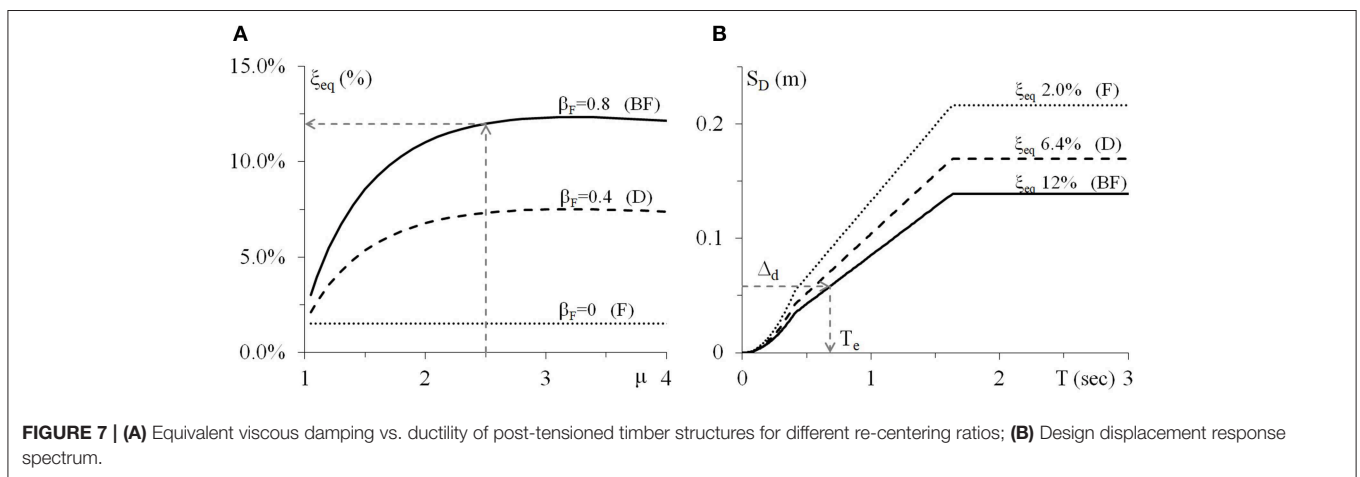 A
15.0%
10.0%
5.0%
0.0%
ξeq (%)
βF=0.8 (BF)
βF=0.4 (D)
βF=0 (F)
1
2
3
μ
4
B
SD (m)
0.2
0.1
0
ξeq 2.0% (F)
ξeq 6.4% (D)
ξeq 12% (BF)
Δd
Te
0
1
2
T (sec)
3
FIGURE 7 | (A) Equivalent viscous damping vs. ductility of post-tensioned timber structures for different re-centering ratios; (B) Design displacement response
spectrum.